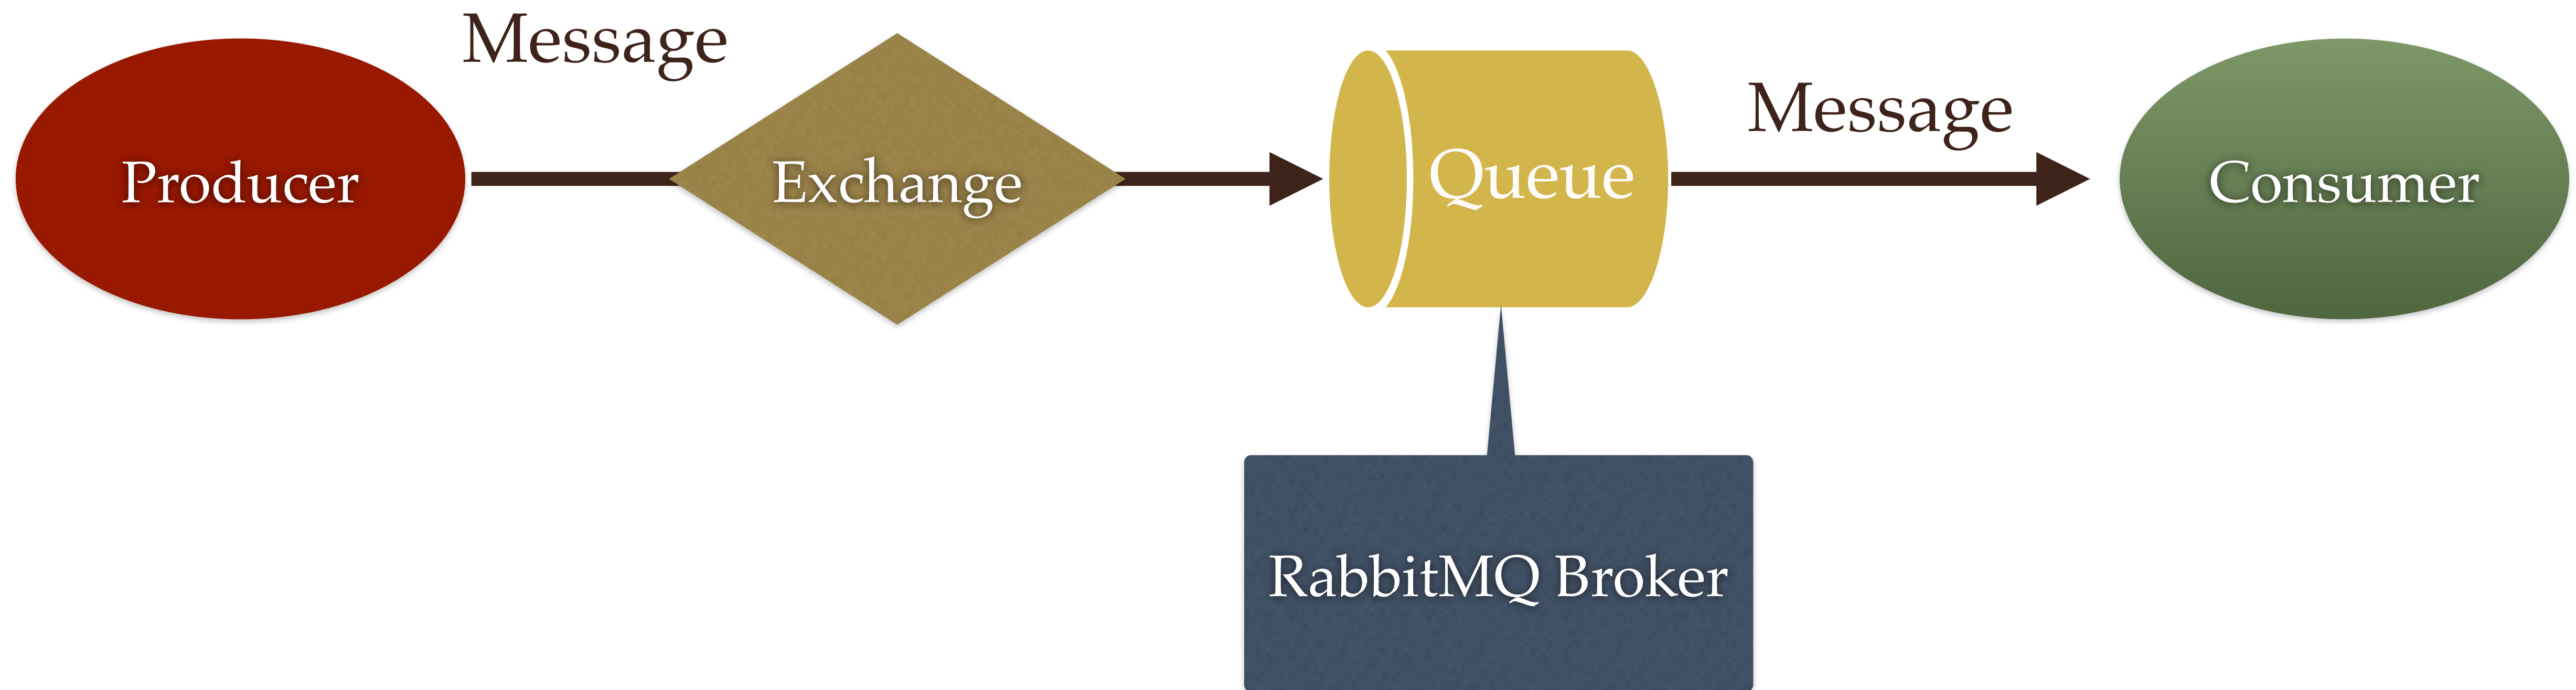 Message
Producer
Exchange
Queue
Message
Consumer
RabbitMQ Broker